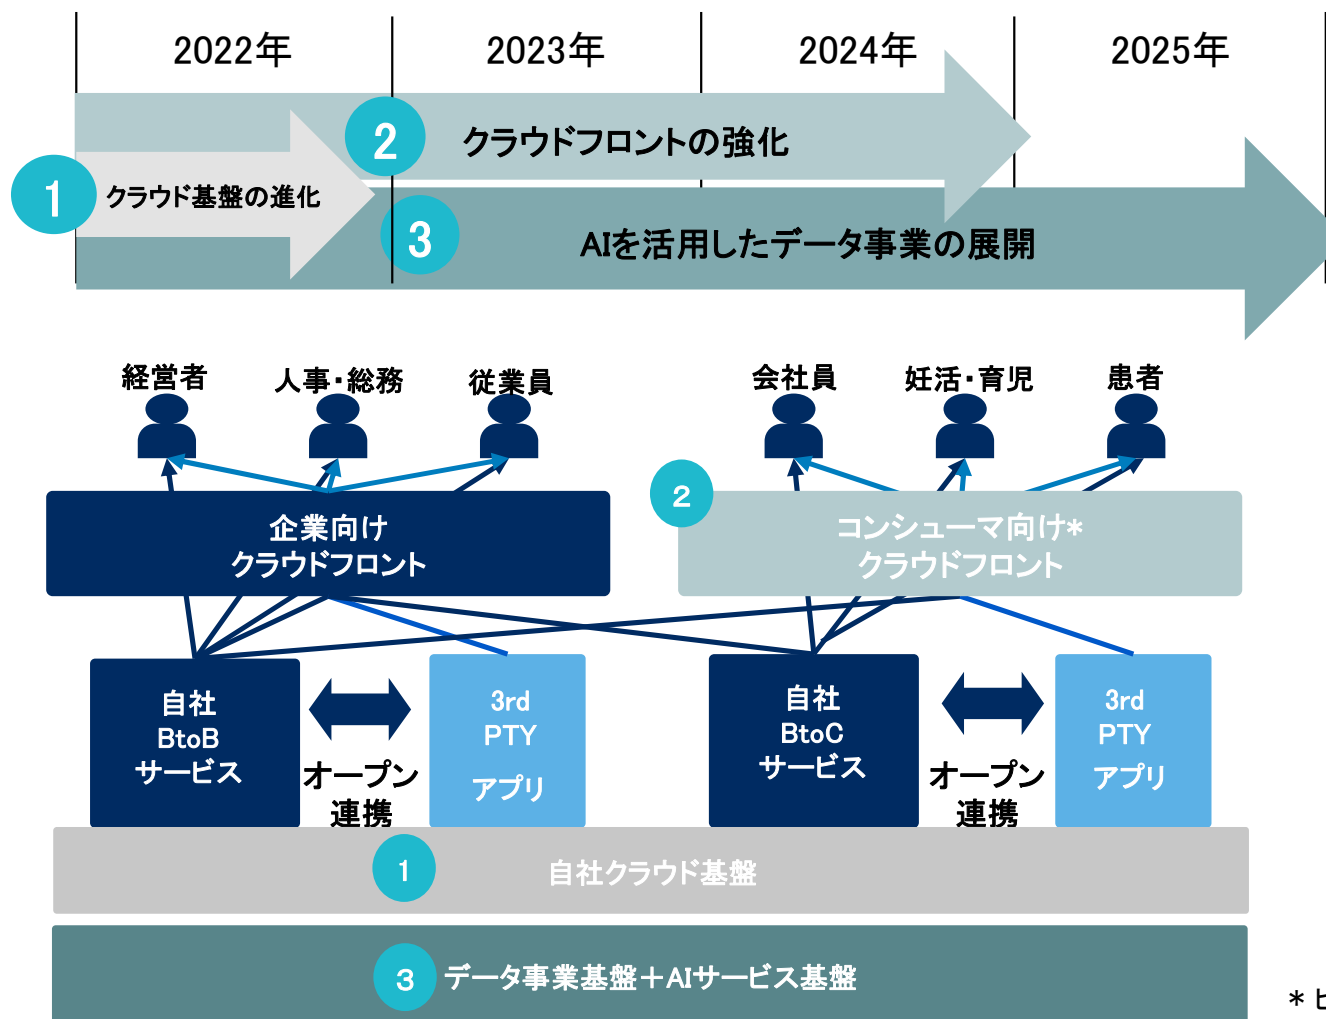 2022年
2023年
2024年
2025年
2
クラウドフロントの強化
1
クラウド基盤の進化
3
AIを活用したデータ事業の展開
経営者
人事・総務
従業員
会社員
妊活・育児
患者
企業向け
クラウドフロント
2
コンシューマ向け*
クラウドフロント
自社
BtoB
サービス
オープン
連携
3rd
PTY
アプリ
自社
BtoC
サービス
オープン
連携
3rd
PTY
アプリ
1
自社クラウド基盤
3
データ事業基盤＋AIサービス基盤
*